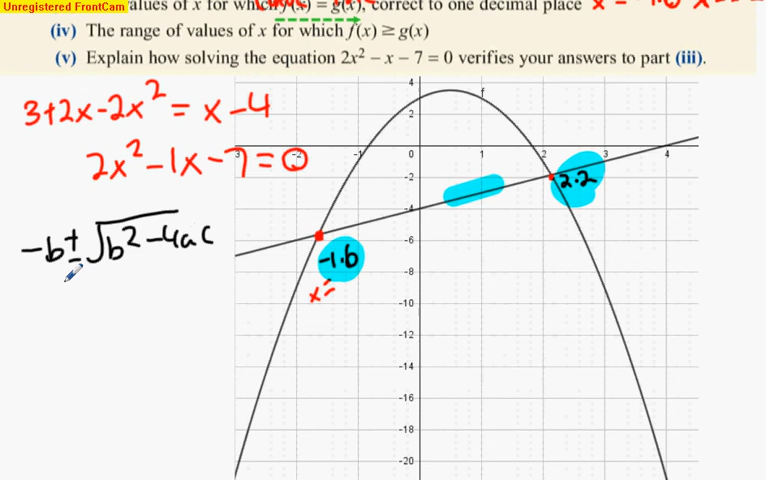 Unregistered FrontCam
alues of x for which f(x) = g(x), correct to one decimal place x =
(iv) The range of values of x for which f(x) ≥ g(x)
(v) Explain how solving the equation 2x² – x – 7 = 0 verifies your answers to part (iii).
3+2x-2x² = x-4
2x²-1x-7=0
-b± √b²-4ac
f
4
2
0
-2
-4
-6
-8
-10
-12
-14
-16
-18
-20
3 -2 -1 1 2 3 4
2.2
-1.6
x=